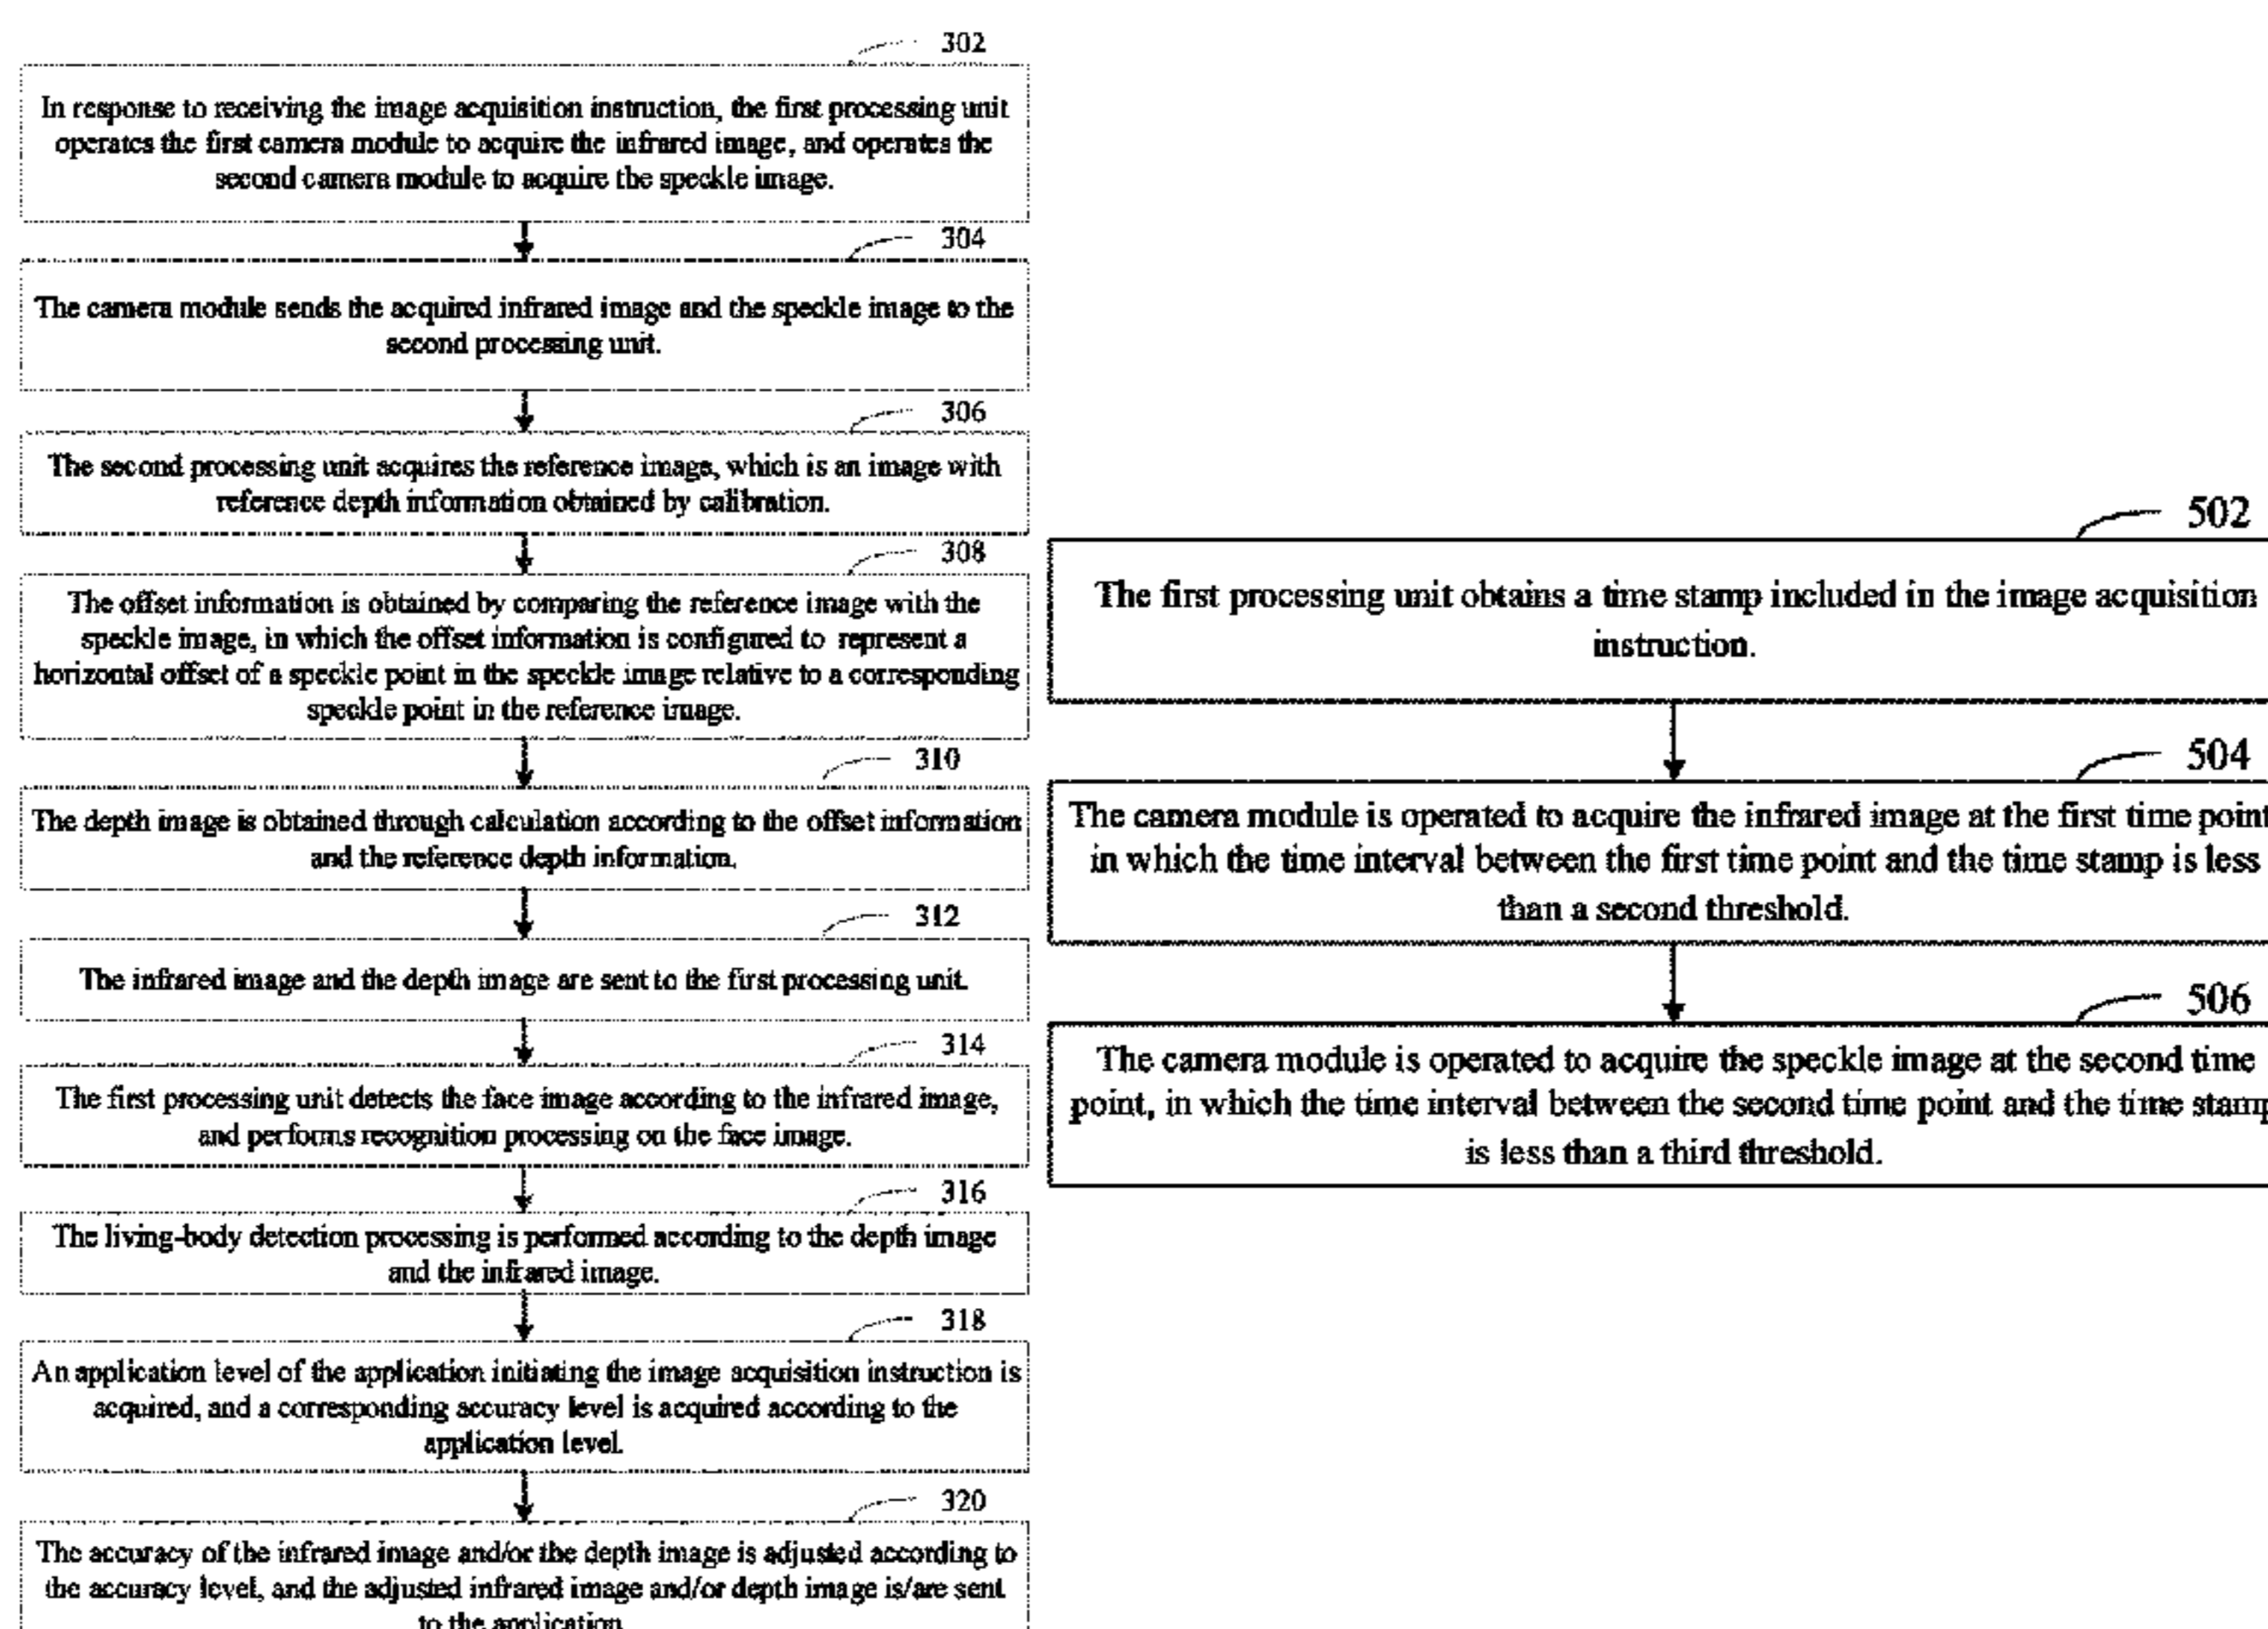 302
In response to receiving the image acquisition instruction, the first processing unit
operates the first camera module to acquire the infrared image, and operates the
second camera module to acquire the speckle image.
304
The camera module sends the acquired infrared image and the speckle image to the
second processing unit.
306
The second processing unit acquires the reference image, which is an image with
reference depth information obtained by calibration.
308
The offset information is obtained by comparing the reference image with the
speckle image, in which the offset information is configured to represent a
horizontal offset of a speckle point in the speckle image relative to a corresponding
speckle point in the reference image.
310
The depth image is obtained through calculation according to the offset information
and the reference depth information.
312
The infrared image and the depth image are sent to the first processing unit.
314
The first processing unit detects the face image according to the infrared image,
and performs recognition processing on the face image.
316
The living-body detection processing is performed according to the depth image
and the infrared image.
318
An application level of the application initiating the image acquisition instruction is
acquired, and a corresponding accuracy level is acquired according to the
application level.
320
The accuracy of the infrared image and/or the depth image is adjusted according to
the accuracy level, and the adjusted infrared image and/or depth image is/are sent
to the application.
502
The first processing unit obtains a time stamp included in the image acquisition
instruction.
504
The camera module is operated to acquire the infrared image at the first time point
in which the time interval between the first time point and the time stamp is less
than a second threshold.
506
The camera module is operated to acquire the speckle image at the second time
point, in which the time interval between the second time point and the time stamp
is less than a third threshold.